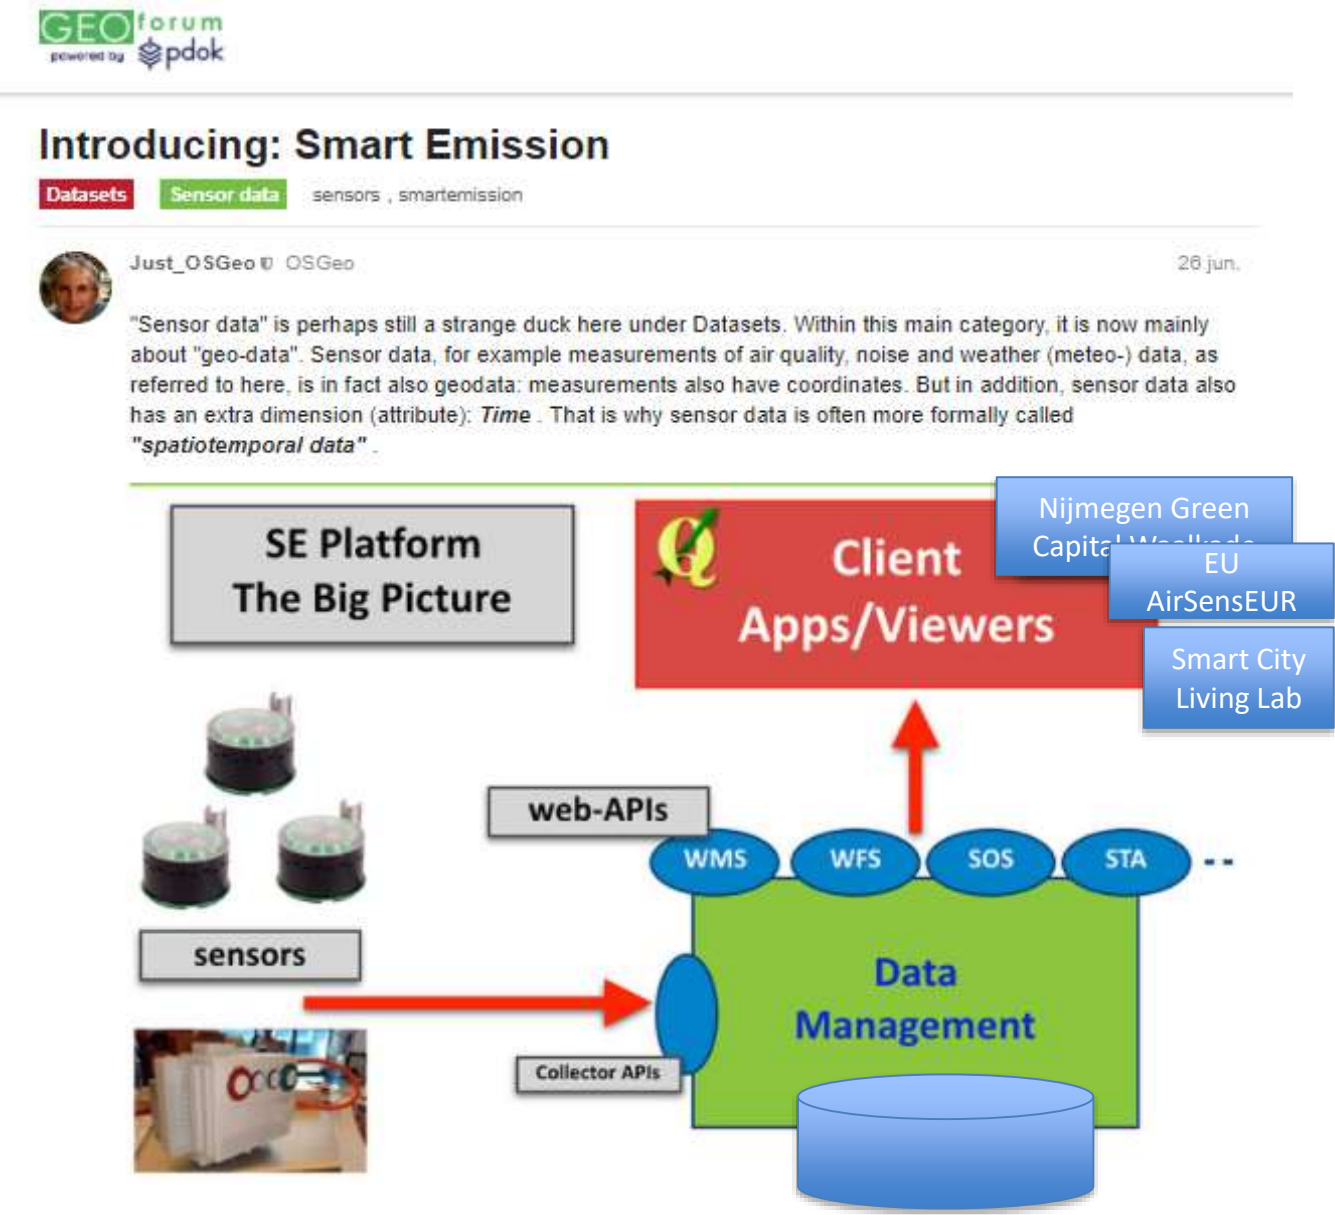 GEO forum
powered by pdok
Introducing: Smart Emission
Datasets Sensor data sensors , smartemission
Just_OSGeo OSGeo 26 jun.
"Sensor data" is perhaps still a strange duck here under Datasets. Within this main category, it is now mainly
about "geo-data". Sensor data, for example measurements of air quality, noise and weather (meteo-) data, as
referred to here, is in fact also geodata: measurements also have coordinates. But in addition, sensor data also
has an extra dimension (attribute): Time . That is why sensor data is often more formally called
"spatiotemporal data" .
SE Platform
The Big Picture
Client
Apps/Viewers
Nijmegen Green
Capital Waalkade
EU
AirSensEUR
Smart City
Living Lab
web-APIs
WMS WFS SOS STA --
sensors
Data
Management
Collector APIs